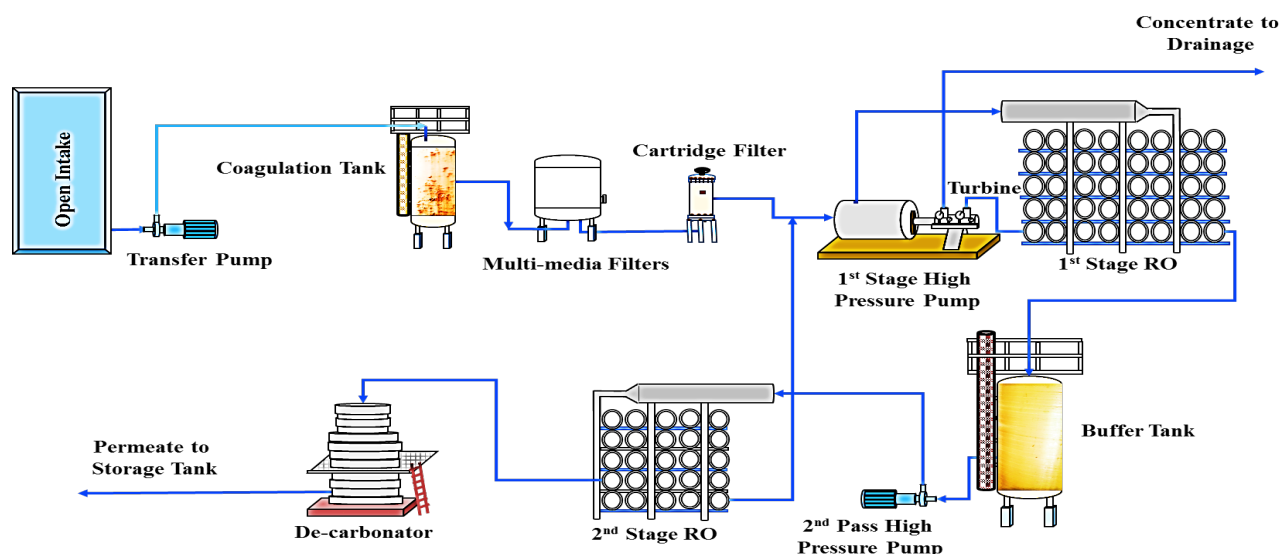 Concentrate to
Drainage
Open Intake
Coagulation Tank
Cartridge Filter
Turbine
Transfer Pump
Multi-media Filters
1st Stage High
Pressure Pump
1st Stage RO
Permeate to
Storage Tank
De-carbonator
2nd Stage RO
2nd Pass High
Pressure Pump
Buffer Tank